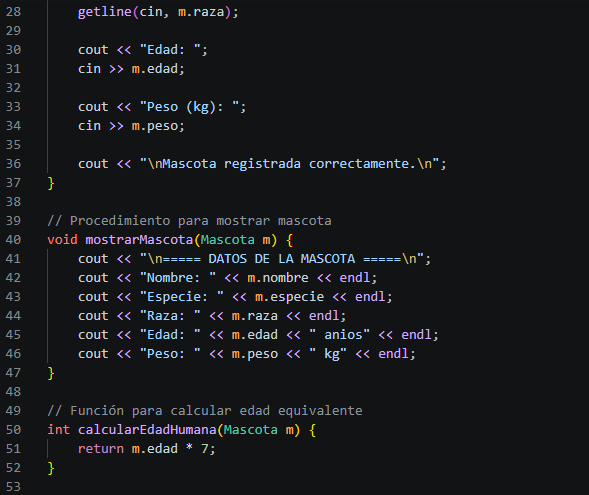 28 getline(cin, m.raza);
29
30 cout << "Edad: ";
31 cin >> m.edad;
32
33 cout << "Peso (kg): ";
34 cin >> m.peso;
35
36 cout << "\nMascota registrada correctamente.\n";
37 }
38
39 // Procedimiento para mostrar mascota
40 void mostrarMascota(Mascota m) {
41 cout << "\n===== DATOS DE LA MASCOTA =====\n";
42 cout << "Nombre: " << m.nombre << endl;
43 cout << "Especie: " << m.especie << endl;
44 cout << "Raza: " << m.raza << endl;
45 cout << "Edad: " << m.edad << " anios" << endl;
46 cout << "Peso: " << m.peso << " kg" << endl;
47 }
48
49 // Función para calcular edad equivalente
50 int calcularEdadHumana(Mascota m) {
51 return m.edad * 7;
52 }
53